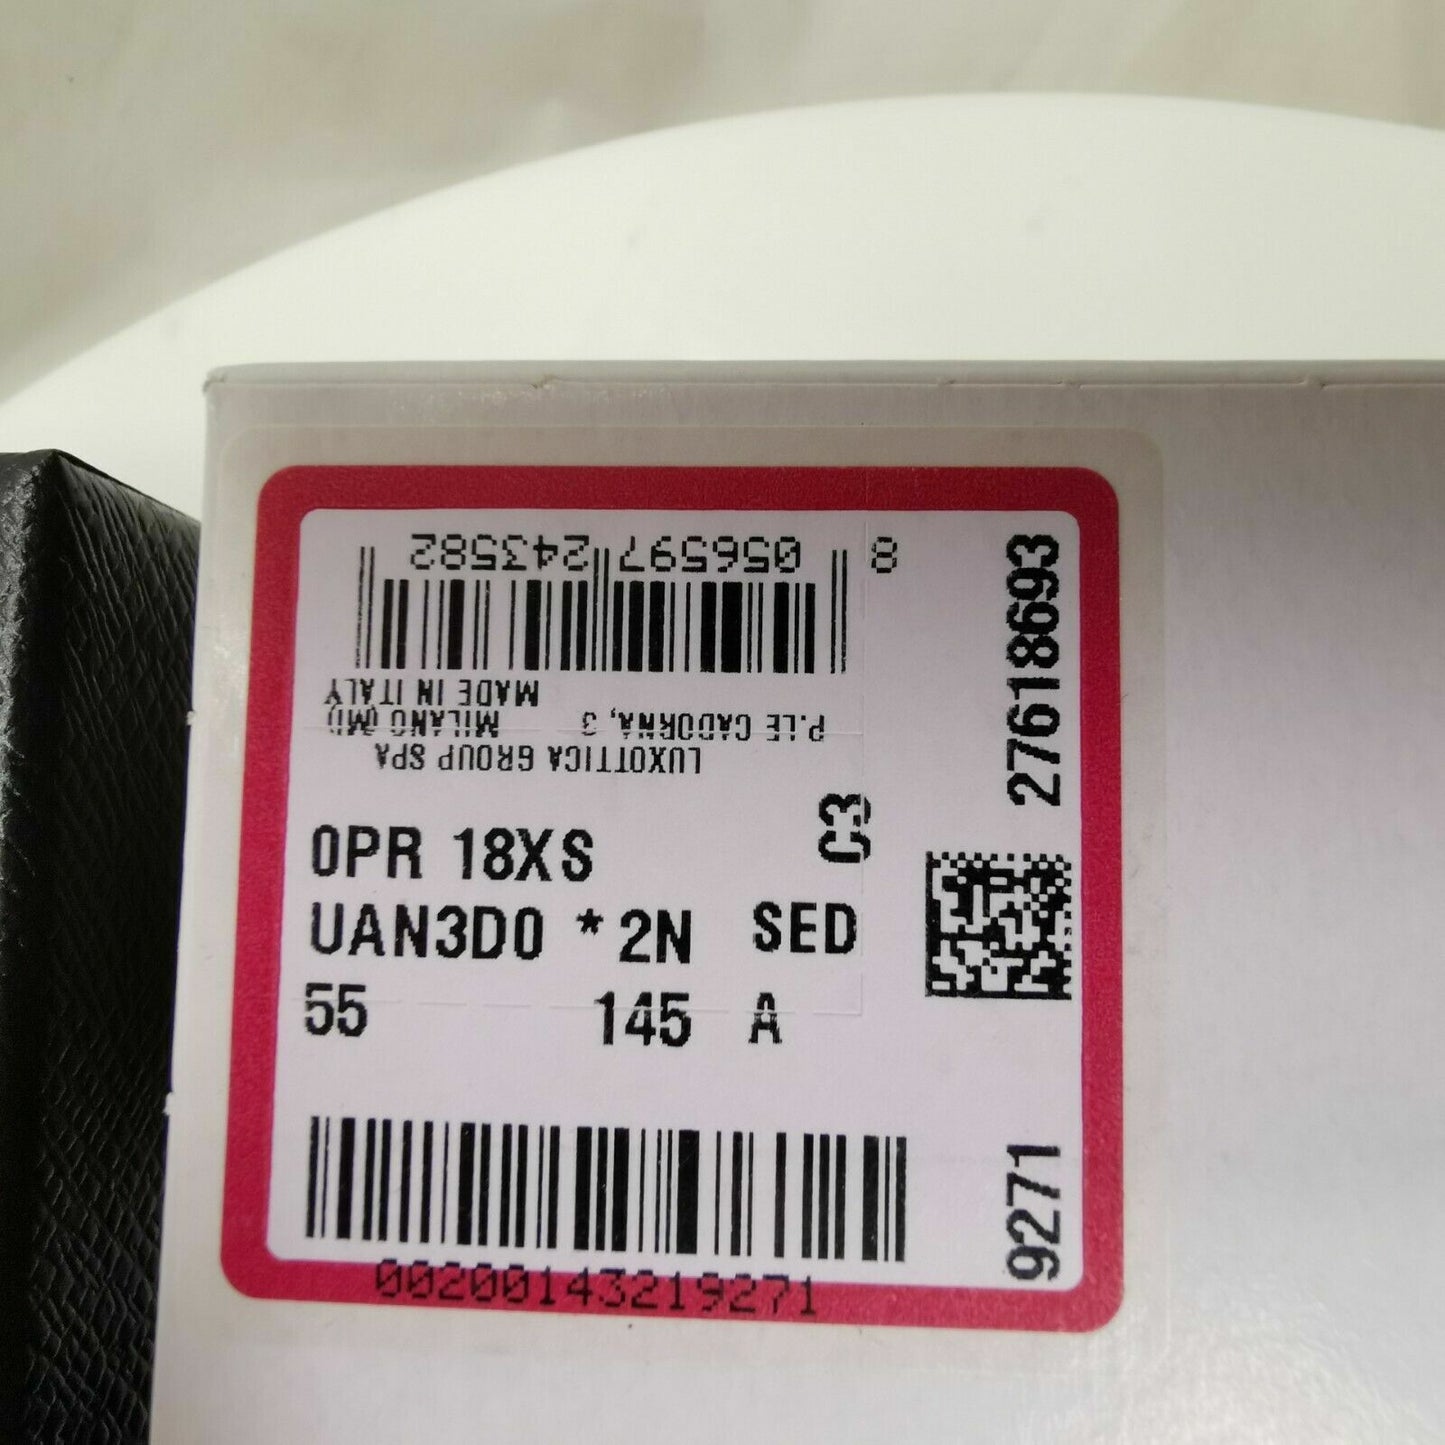 8 056597 243582
MADE IN ITALY
P.LE CADORNA, 3 MILANO (MI)
LUXOTTICA GROUP SPA
C3
0PR 18XS
UAN3D0 * 2N SED
55 145 A
00200143219271
27618693
9271